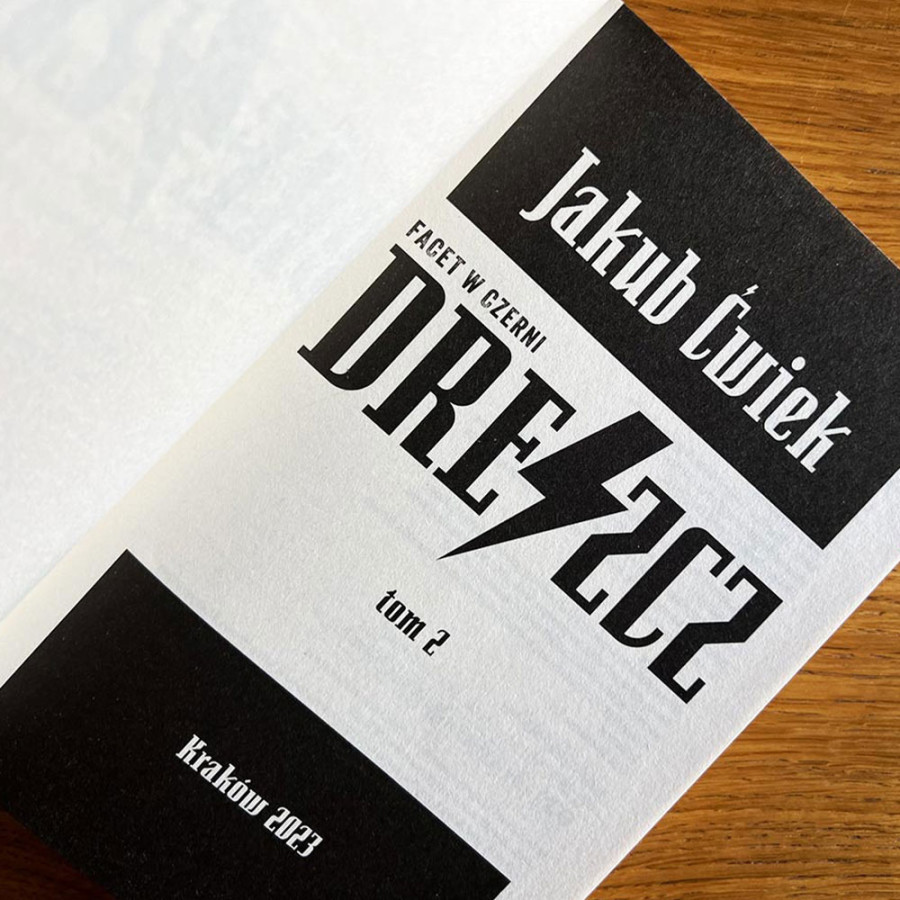 Jakub Ćwiek
FACET W CZERNI
DRESZCZ
tom 2
Kraków 2023